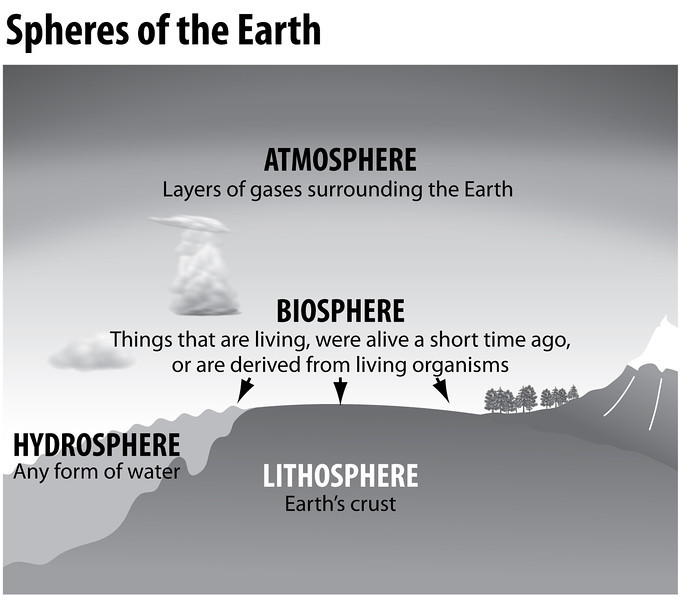 Spheres of the Earth
ATMOSPHERE
Layers of gases surrounding the Earth
BIOSPHERE
Things that are living, were alive a short time ago,
or are derived from living organisms
HYDROSPHERE
Any form of water
LITHOSPHERE
Earth's crust